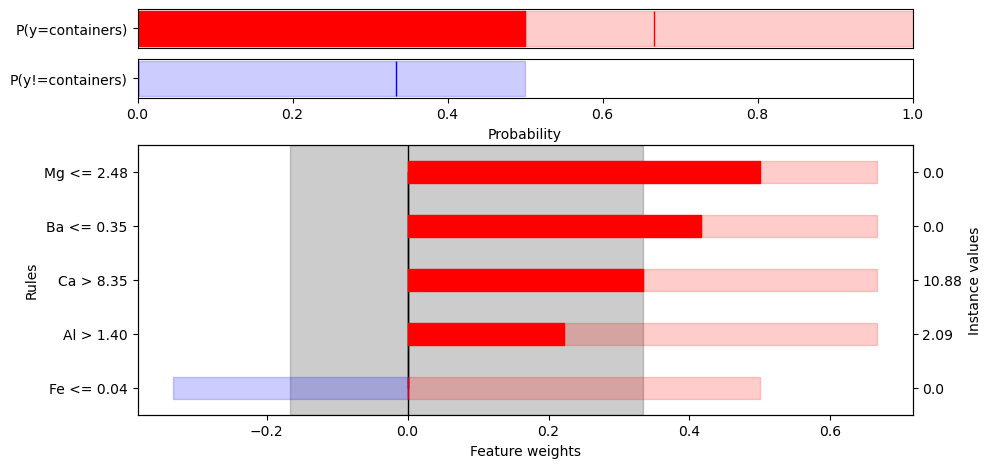 P(y=containers)
P(y!=containers)
0.0 0.2 0.4 0.6 0.8 1.0
Probability
Rules
Mg <= 2.48 0.0
Ba <= 0.35 0.0
Ca > 8.35 10.88
Al > 1.40 2.09
Fe <= 0.04 0.0
Instance values
−0.2 0.0 0.2 0.4 0.6
Feature weights